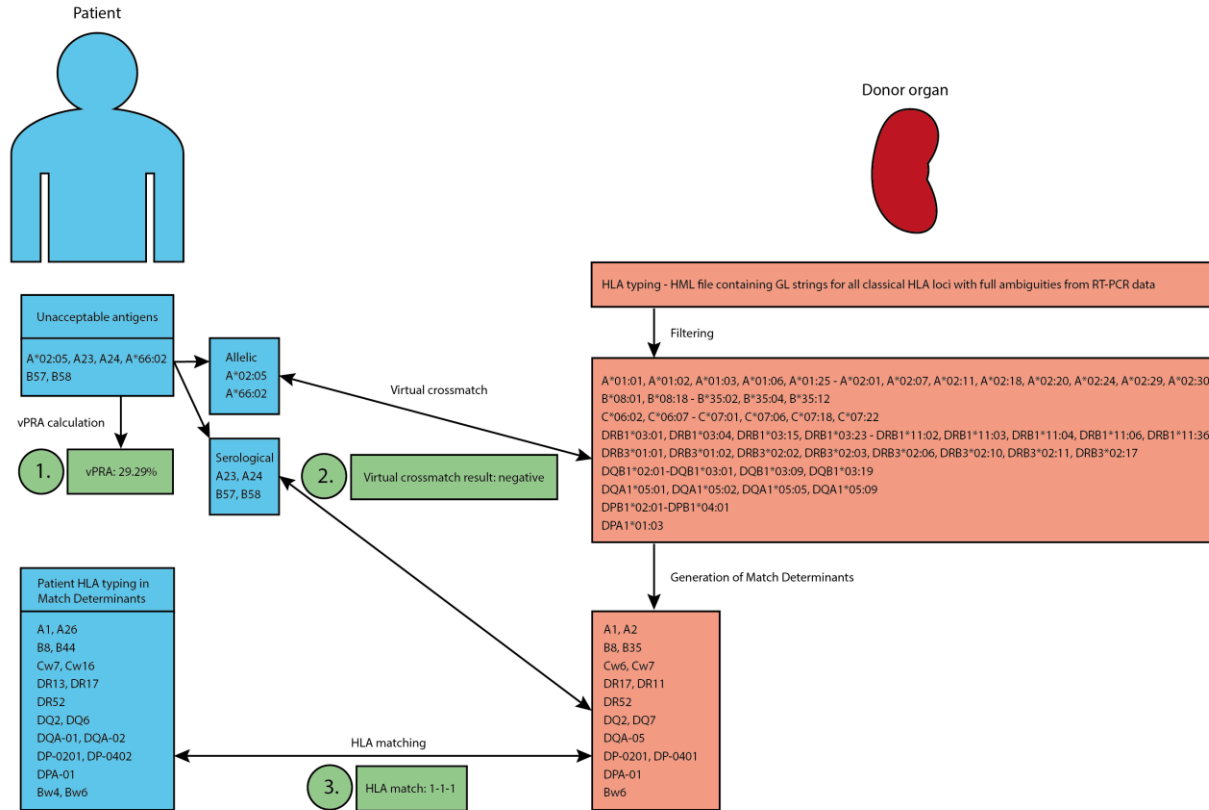 Patient
Donor organ
HLA typing - HML file containing GL strings for all classical HLA loci with full ambiguities from RT-PCR data
Unacceptable antigens
A*02:05, A23, A24, A*66:02
B57, B58
Allelic
A*02:05
A*66:02
Filtering
Virtual crossmatch
A*01:01, A*01:02, A*01:03, A*01:06, A*01:25 - A*02:01, A*02:07, A*02:11, A*02:18, A*02:20, A*02:24, A*02:29, A*02:30
B*08:01, B*08:18 - B*35:02, B*35:04, B*35:12
C*06:02, C*06:07 - C*07:01, C*07:06, C*07:18, C*07:22
DRB1*03:01, DRB1*03:04, DRB1*03:15, DRB1*03:23 - DRB1*11:02, DRB1*11:03, DRB1*11:04, DRB1*11:06, DRB1*11:36
DRB3*01:01, DRB3*01:02, DRB3*02:02, DRB3*02:03, DRB3*02:06, DRB3*02:10, DRB3*02:11, DRB3*02:17
DQB1*02:01-DQB1*03:01, DQB1*03:09, DQB1*03:19
DQA1*05:01, DQA1*05:02, DQA1*05:05, DQA1*05:09
DPB1*02:01-DPB1*04:01
DPA1*01:03
vPRA calculation
1.
vPRA: 29.29%
Serological
A23, A24
B57, B58
2.
Virtual crossmatch result: negative
Generation of Match Determinants
Patient HLA typing in
Match Determinants
A1, A26
B8, B44
Cw7, Cw16
DR13, DR17
DR52
DQ2, DQ6
DQA-01, DQA-02
DP-0201, DP-0402
DPA-01
Bw4, Bw6
A1, A2
B8, B35
Cw6, Cw7
DR17, DR11
DR52
DQ2, DQ7
DQA-05
DP-0201, DP-0401
DPA-01
Bw6
HLA matching
3.
HLA match: 1-1-1